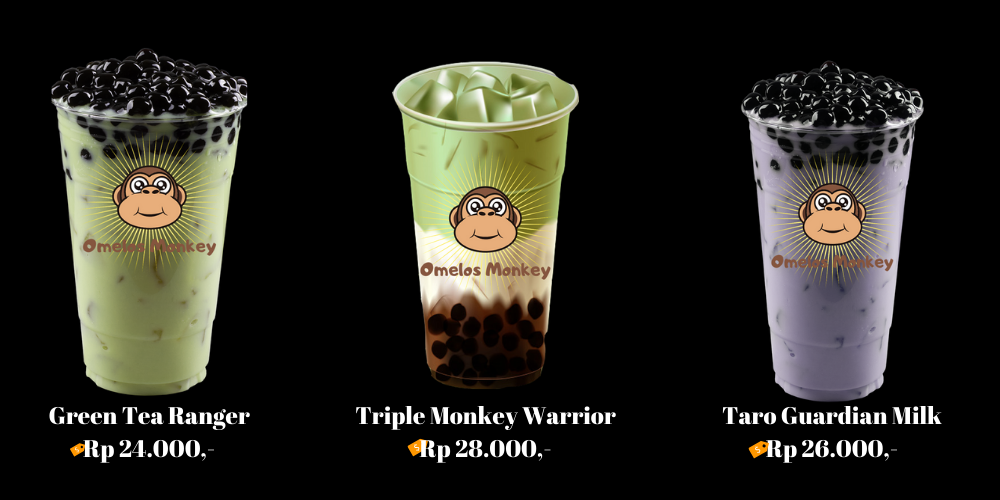 Omelos Monkey
Omelos Monkey
Omelos Monkey
Green Tea Ranger
Rp 24.000,-
Triple Monkey Warrior
Rp 28.000,-
Taro Guardian Milk
Rp 26.000,-